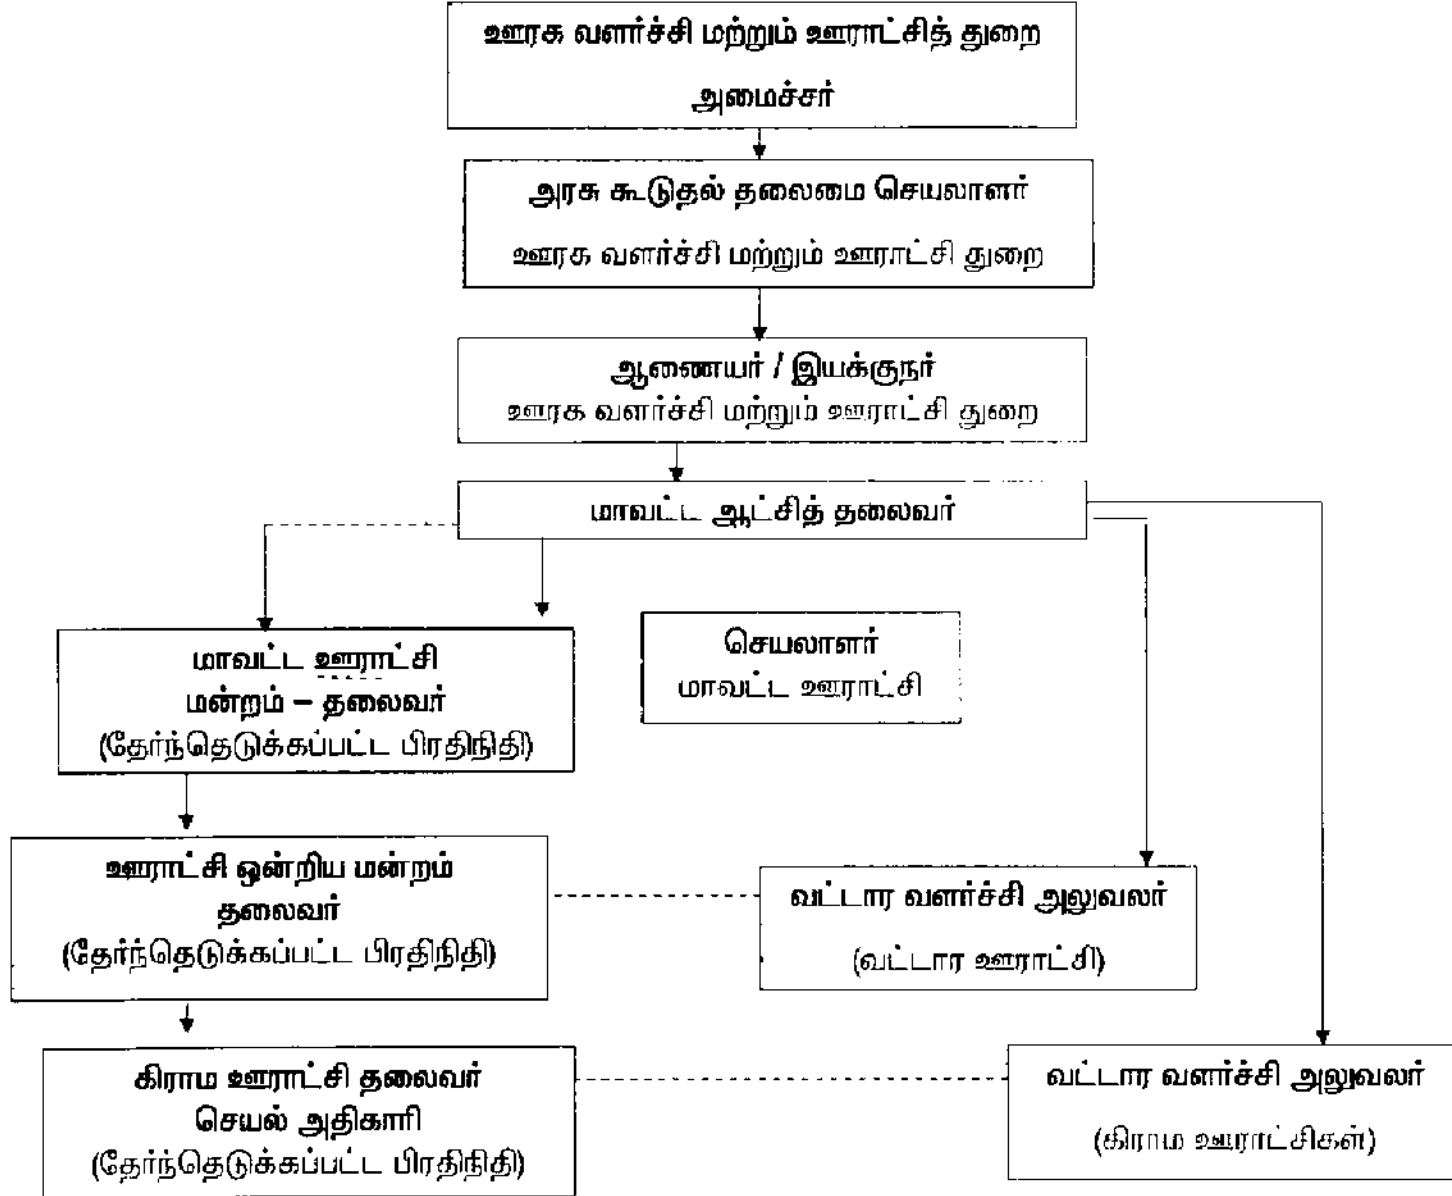 ஊரக வளர்ச்சி மற்றும் ஊராட்சித் துறை
அமைச்சர்
அரசு கூடுதல் தலைமை செயலாளர்
ஊரக வளர்ச்சி மற்றும் ஊராட்சி துறை
ஆணையர் / இயக்குநர்
ஊரக வளர்ச்சி மற்றும் ஊராட்சி துறை
மாவட்ட ஆட்சித் தலைவர்
மாவட்ட ஊராட்சி
மன்றம் – தலைவர்
(தேர்ந்தெடுக்கப்பட்ட பிரதிநிதி)
செயலாளர்
மாவட்ட ஊராட்சி
ஊராட்சி ஒன்றிய மன்றம்
தலைவர்
(தேர்ந்தெடுக்கப்பட்ட பிரதிநிதி)
வட்டார வளர்ச்சி அலுவலர்
(வட்டார ஊராட்சி)
கிராம ஊராட்சி தலைவர்
செயல் அதிகாரி
(தேர்ந்தெடுக்கப்பட்ட பிரதிநிதி)
வட்டார வளர்ச்சி அலுவலர்
(கிராம ஊராட்சிகள்)